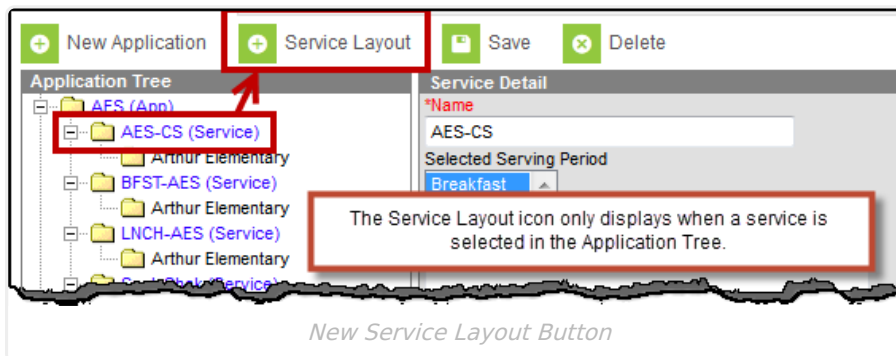 New Application Service Layout Save Delete
Application Tree Service Detail
AES (App) *Name
AES-CS (Service) AES-CS
Arthur Elementary Selected Serving Period
BFST-AES (Service) Breakfast
Arthur Elementary
LNCH-AES (Service)
Arthur Elementary
The Service Layout icon only displays when a service is
selected in the Application Tree.
New Service Layout Button